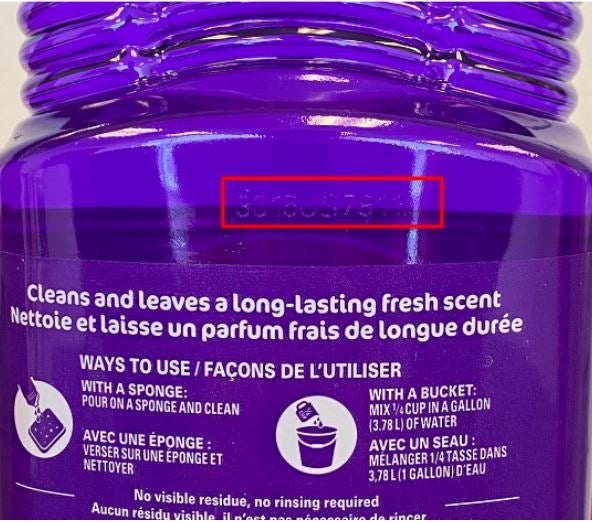 Cleans and leaves a long-lasting fresh scent
Nettoie et laisse un parfum frais de longue durée
WAYS TO USE / FAÇONS DE L'UTILISER
WITH A SPONGE:
POUR ON A SPONGE AND CLEAN
AVEC UNE ÉPONGE :
VERSER SUR UNE ÉPONGE ET
NETTOYER
WITH A BUCKET:
MIX ¼ CUP IN A GALLON
(3.78 L) OF WATER
AVEC UN SEAU :
MÉLANGER 1/4 TASSE DANS
3,78 L (1 GALLON) D'EAU
No visible residue, no rinsing required
Aucun résidu visible, il n'est pas nécessaire de rincer